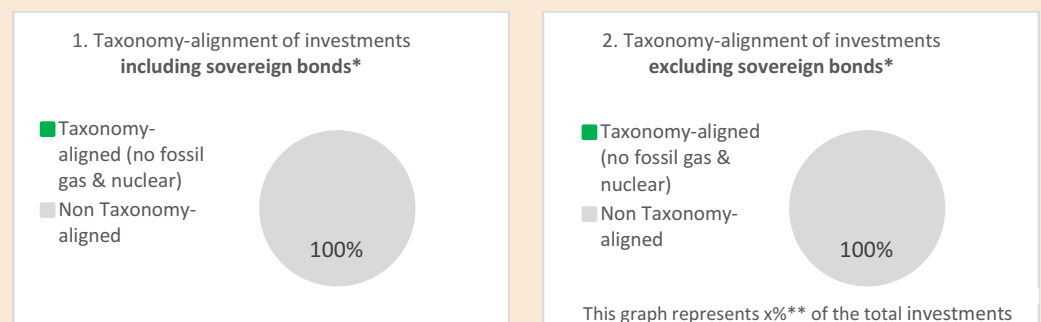 1. Taxonomy-alignment of investments
including sovereign bonds*
Taxonomy-
aligned (no fossil
gas & nuclear)
Non Taxonomy-
aligned
100%
2. Taxonomy-alignment of investments
excluding sovereign bonds*
Taxonomy-aligned
(no fossil gas &
nuclear)
Non Taxonomy-
aligned
100%
This graph represents x%** of the total investments